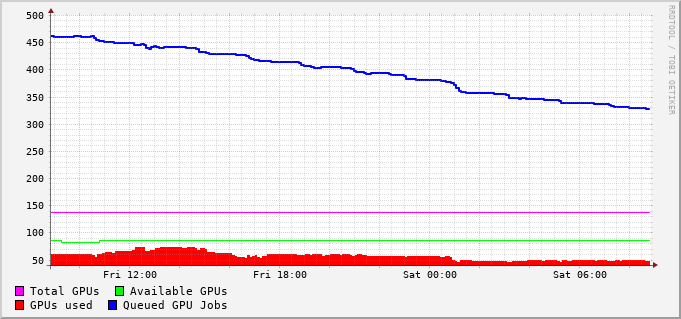 500
450
400
350
300
250
200
150
100
50
Fri 12:00 Fri 18:00 Sat 00:00 Sat 06:00
Total GPUs Available GPUs
GPUs used Queued GPU Jobs
RRDTOOL / TOBI OETIKER